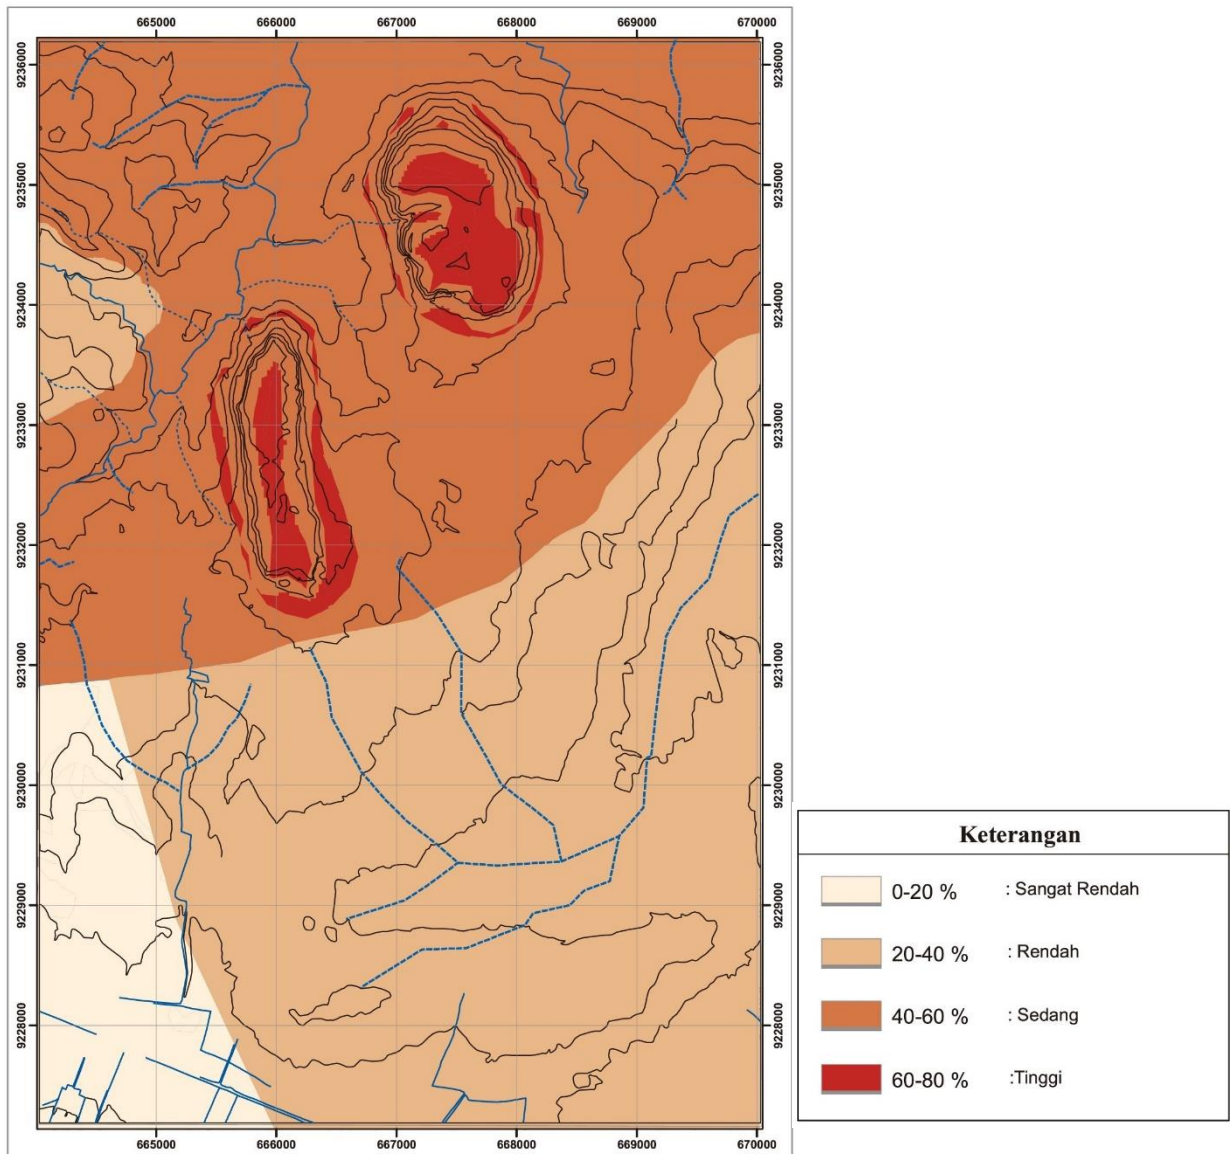 665000 666000 667000 668000 669000 670000
9236000 9236000
9235000 9235000
9234000 9234000
9233000 9233000
9232000 9232000
9231000 9231000
9230000 9230000
9229000 9229000
9228000 9228000
665000 666000 667000 668000 669000 670000
Keterangan
0-20 % : Sangat Rendah
20-40 % : Rendah
40-60 % : Sedang
60-80 % :Tinggi